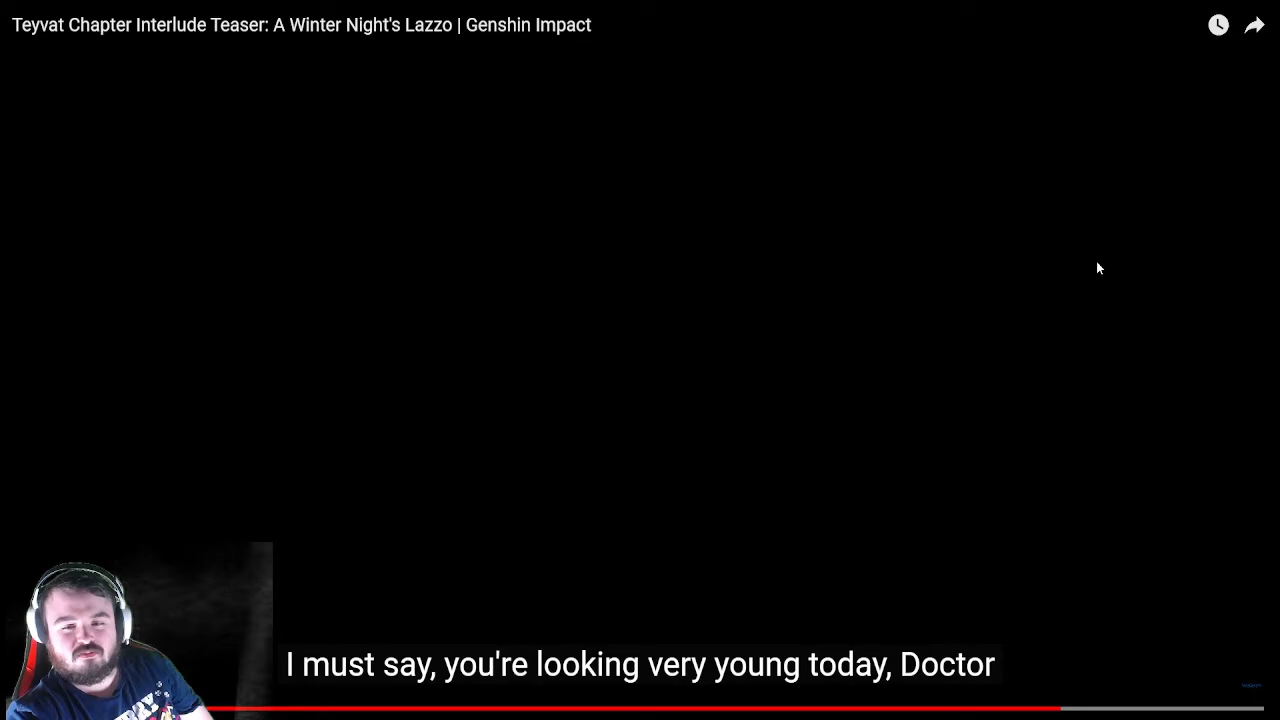 Teyvat Chapter Interlude Teaser: A Winter Night's Lazzo | Genshin Impact
I must say, you're looking very young today, Doctor